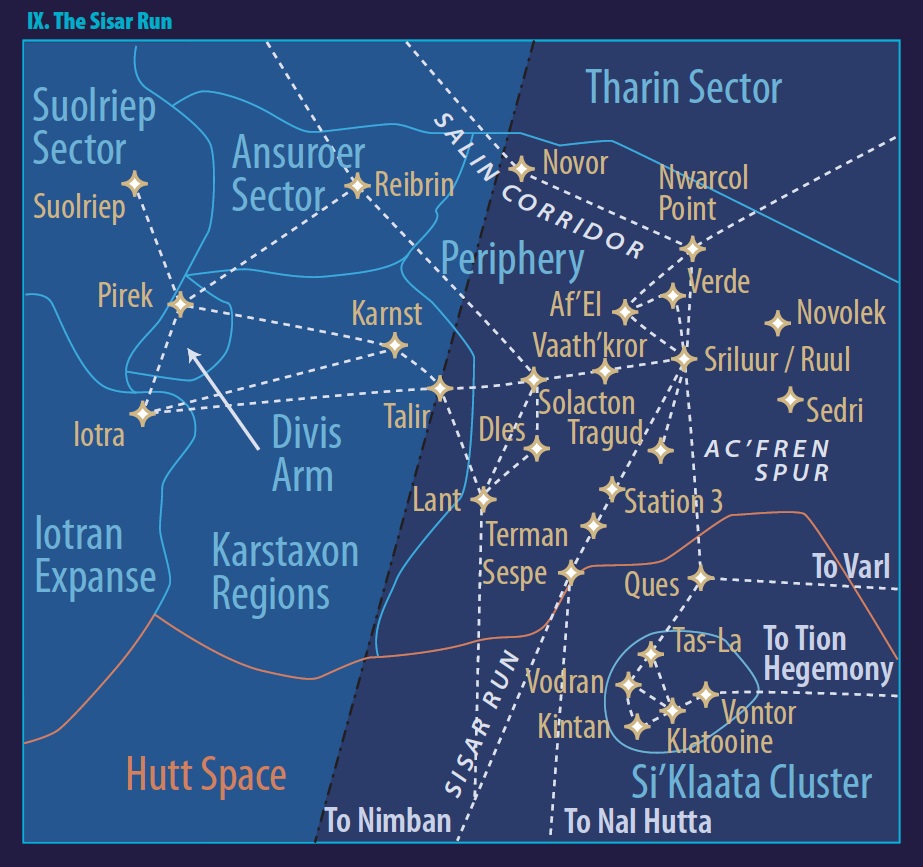 IX. The Sisar Run
Suolriep
Sector
Tharin Sector
SALIN CORRIDOR
Ansuroer
Sector
Novor
Nwarcol
Point
Reibrin
Suolriep
Periphery
Verde
Pirek
Af'El
Karnst
Novolek
Vaath'kror
Sriluur / Ruul
Talir
Solacton
Sedri
Iotra
Divis
Arm
Dles
Tragud
AC'FREN
SPUR
Lant
Station 3
Iotran
Expanse
Karstaxon
Regions
Terman
Sespe
Ques
To Varl
Tas-La
To Tion
Hegemony
Vodran
Vontor
Kintan
Klatooine
SISAR RUN
Hutt Space
Si'Klaata Cluster
To Nimban
To Nal Hutta